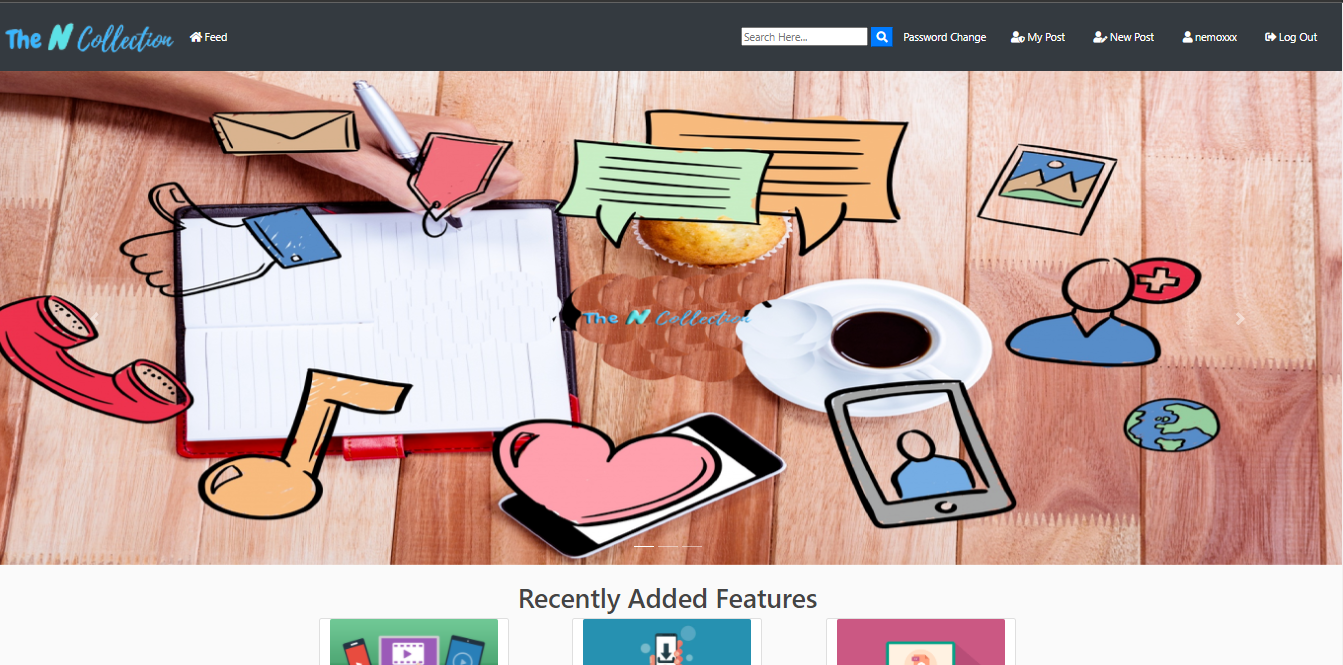 The N Collection
Feed
Search Here...
Password Change
My Post
New Post
nemoxxx
Log Out
The N Collection
Recently Added Features